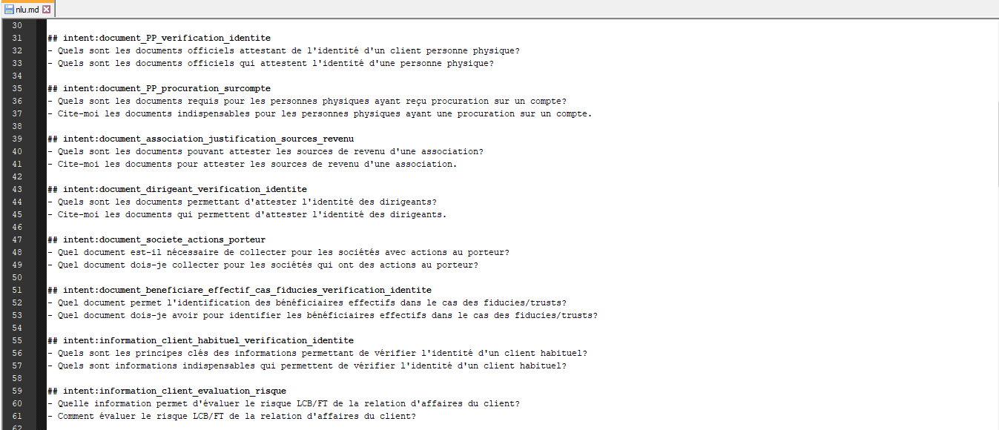 nlu.md
30
31 ## intent:document_PP_verification_identite
32 - Quels sont les documents officiels attestant de l'identité d'un client personne physique?
33 - Quels sont les documents officiels qui attestent l'identité d'une personne physique?
34
35 ## intent:document_PP_procuration_surcompte
36 - Quels sont les documents requis pour les personnes physiques ayant reçu procuration sur un compte?
37 - Cite-moi les documents indispensables pour les personnes physiques ayant une procuration sur un compte.
38
39 ## intent:document_association_justification_sources_revenu
40 - Quels sont les documents pouvant attester les sources de revenu d'une association?
41 - Cite-moi les documents pour attester les sources de revenu d'une association.
42
43 ## intent:document_dirigeant_verification_identite
44 - Quels sont les documents permettant d'attester l'identité des dirigeants?
45 - Cite-moi les documents qui permettent d'attester l'identité des dirigeants.
46
47 ## intent:document_societe_actions_porteur
48 - Quel document est-il nécessaire de collecter pour les sociétés avec actions au porteur?
49 - Quel document dois-je collecter pour les sociétés qui ont des actions au porteur?
50
51 ## intent:document_beneficiare_effectif_cas_fiducies_verification_identite
52 - Quel document permet l'identification des bénéficiaires effectifs dans le cas des fiducies/trusts?
53 - Quel document dois-je avoir pour identifier les bénéficiaires effectifs dans le cas des fiducies/trusts?
54
55 ## intent:information_client_habituel_verification_identite
56 - Quels sont les principes clés des informations permettant de vérifier l'identité d'un client habituel?
57 - Quels sont informations indispensables qui permettent de vérifier l'identité d'un client habituel?
58
59 ## intent:information_client_evaluation_risque
60 - Quelle information permet d'évaluer le risque LCB/FT de la relation d'affaires du client?
61 - Comment évaluer le risque LCB/FT de la relation d'affaires du client?
62